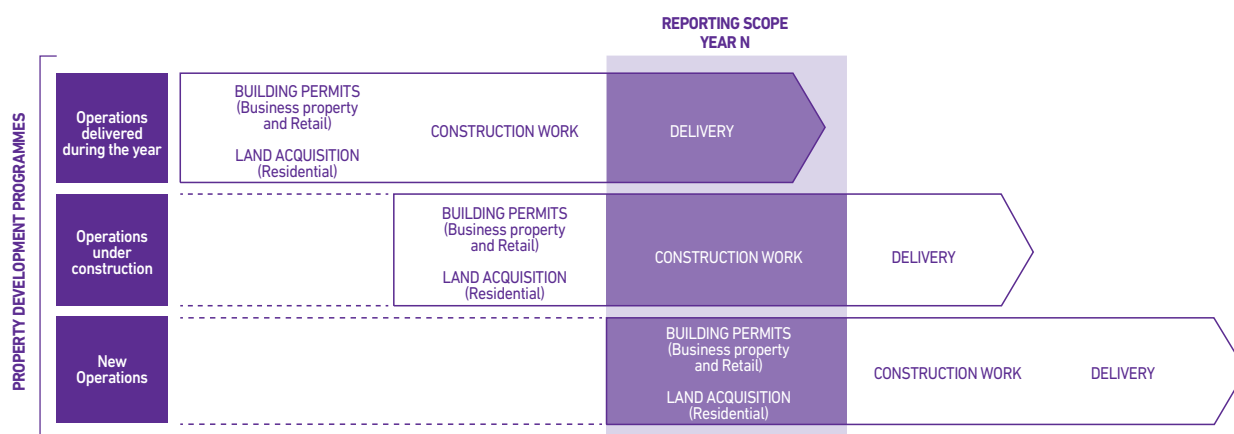 REPORTING SCOPE
YEAR N
PROPERTY DEVELOPMENT PROGRAMMES
Operations
delivered
during the year
BUILDING PERMITS
(Business property
and Retail)
LAND ACQUISITION
(Residential)
CONSTRUCTION WORK
DELIVERY
Operations
under
construction
BUILDING PERMITS
(Business property
and Retail)
LAND ACQUISITION
(Residential)
CONSTRUCTION WORK
DELIVERY
New
Operations
BUILDING PERMITS
(Business property
and Retail)
LAND ACQUISITION
(Residential)
CONSTRUCTION WORK
DELIVERY